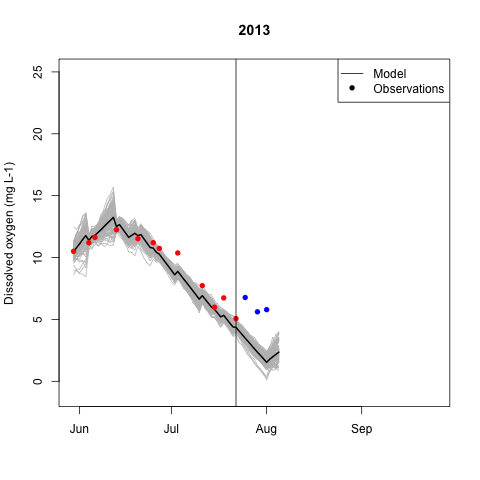 2013
Model
Observations
Dissolved oxygen (mg L-1)
25
20
15
10
5
0
Jun
Jul
Aug
Sep